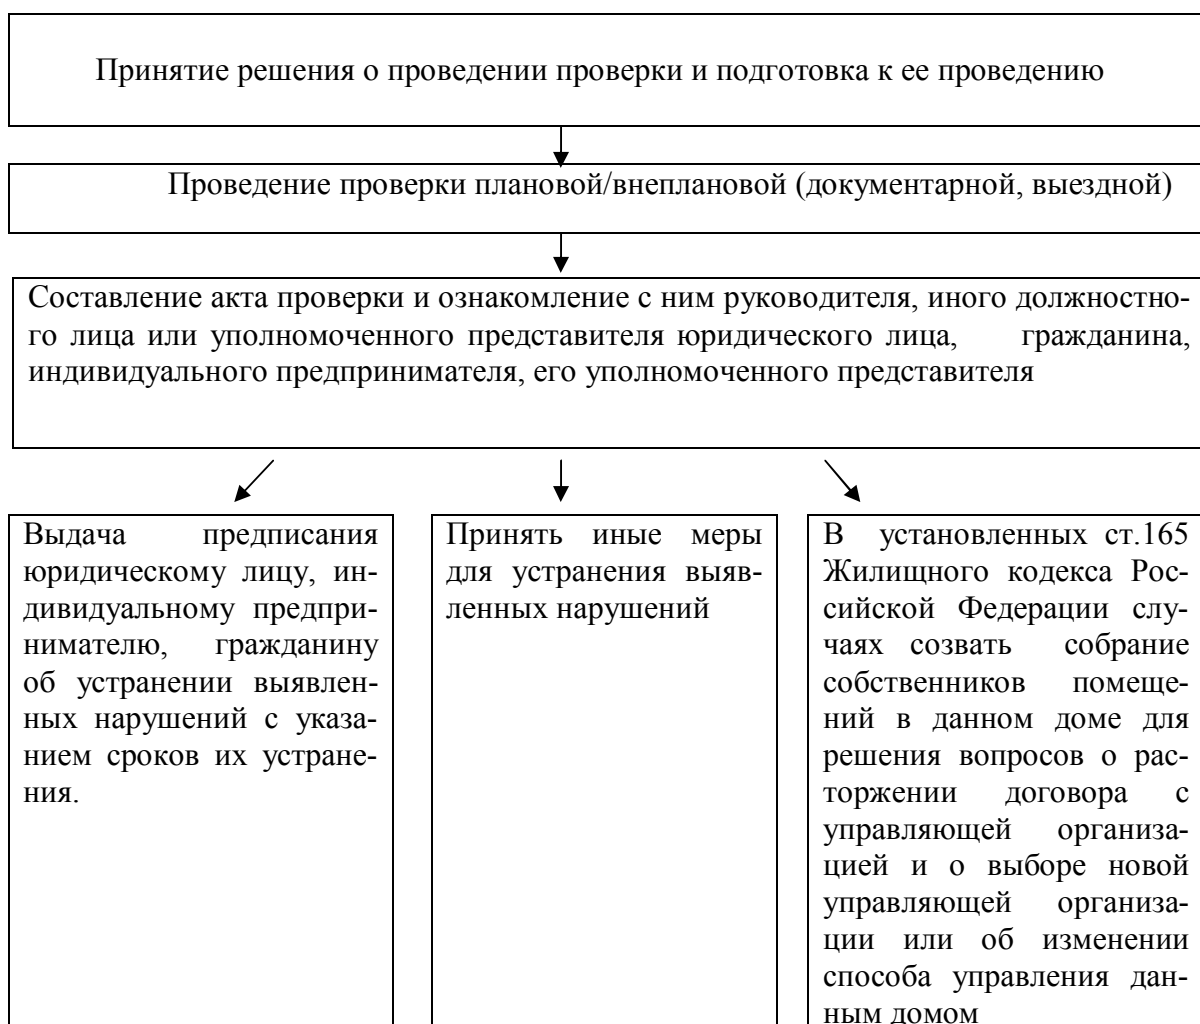 Принятие решения о проведении проверки и подготовка к ее проведению
Проведение проверки плановой/внеплановой (документарной, выездной)
Составление акта проверки и ознакомление с ним руководителя, иного должностно-
го лица или уполномоченного представителя юридического лица, гражданина,
индивидуального предпринимателя, его уполномоченного представителя
Выдача предписания
юридическому лицу, ин-
дивидуальному предпри-
нимателю, гражданину
об устранении выявлен-
ных нарушений с указа-
нием сроков их устране-
ния.
Принять иные меры
для устранения выяв-
ленных нарушений
В установленных ст.165
Жилищного кодекса Рос-
сийской Федерации слу-
чаях созвать собрание
собственников помеще-
ний в данном доме для
решения вопросов о рас-
торжении договора с
управляющей организа-
цией и о выборе новой
управляющей организа-
ции или об изменении
способа управления дан-
ным домом